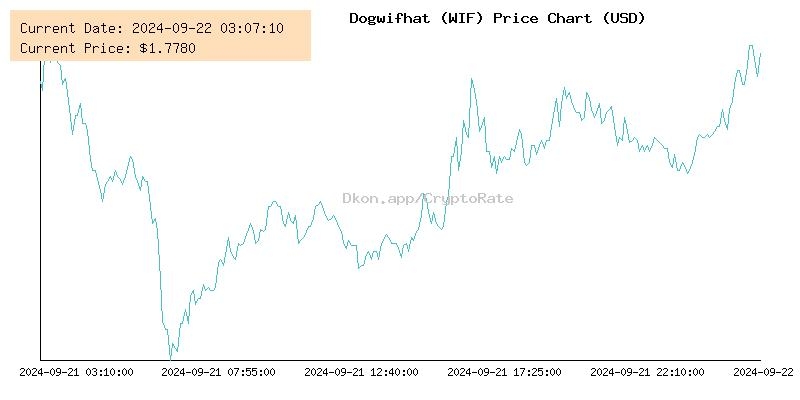 Dogwifhat (WIF) Price Chart (USD)
Current Date: 2024-09-22 03:07:10
Current Price: $1.7780
Dkon.app/CryptoRate
2024-09-21 03:10:00 2024-09-21 07:55:00 2024-09-21 12:40:00 2024-09-21 17:25:00 2024-09-21 22:10:00 2024-09-22